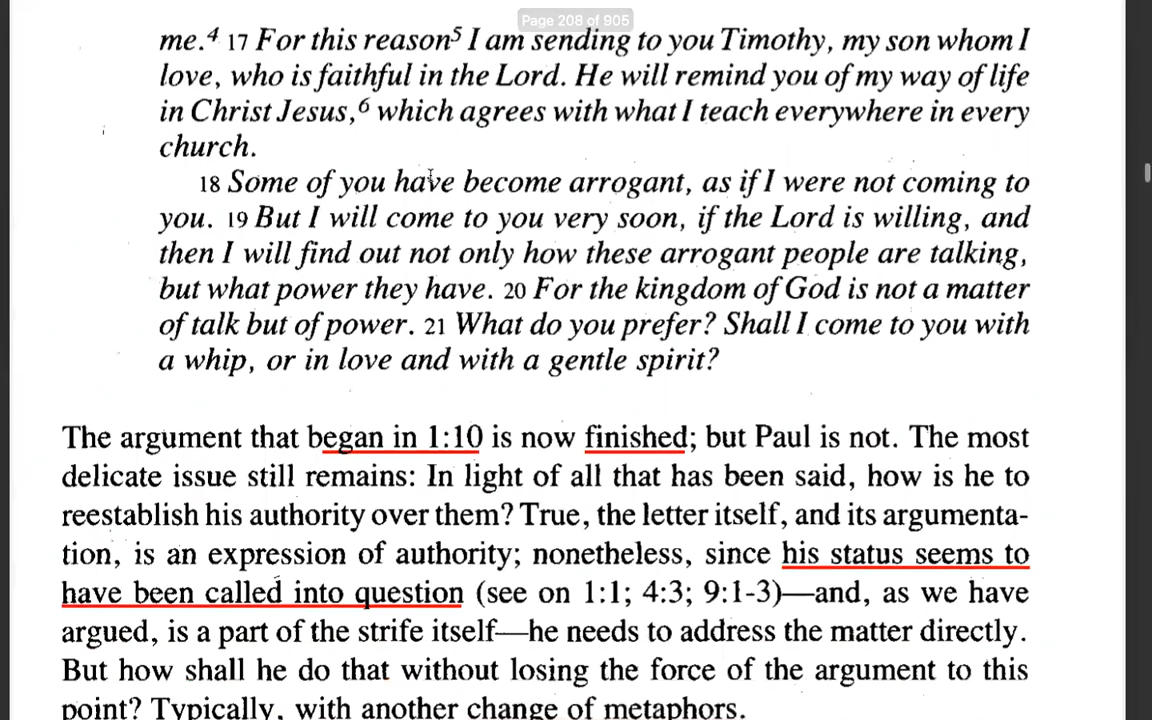 Page 208 of 905
me.4 17 For this reason5 I am sending to you Timothy, my son whom I
love, who is faithful in the Lord. He will remind you of my way of life
in Christ Jesus,6 which agrees with what I teach everywhere in every
church.
18 Some of you have become arrogant, as if I were not coming to
you. 19 But I will come to you very soon, if the Lord is willing, and
then I will find out not only how these arrogant people are talking,
but what power they have. 20 For the kingdom of God is not a matter
of talk but of power. 21 What do you prefer? Shall I come to you with
a whip, or in love and with a gentle spirit?
The argument that began in 1:10 is now finished; but Paul is not. The most
delicate issue still remains: In light of all that has been said, how is he to
reestablish his authority over them? True, the letter itself, and its argumenta-
tion, is an expression of authority; nonetheless, since his status seems to
have been called into question (see on 1:1; 4:3; 9:1-3)—and, as we have
argued, is a part of the strife itself—he needs to address the matter directly.
But how shall he do that without losing the force of the argument to this
point? Typically, with another change of metaphors.